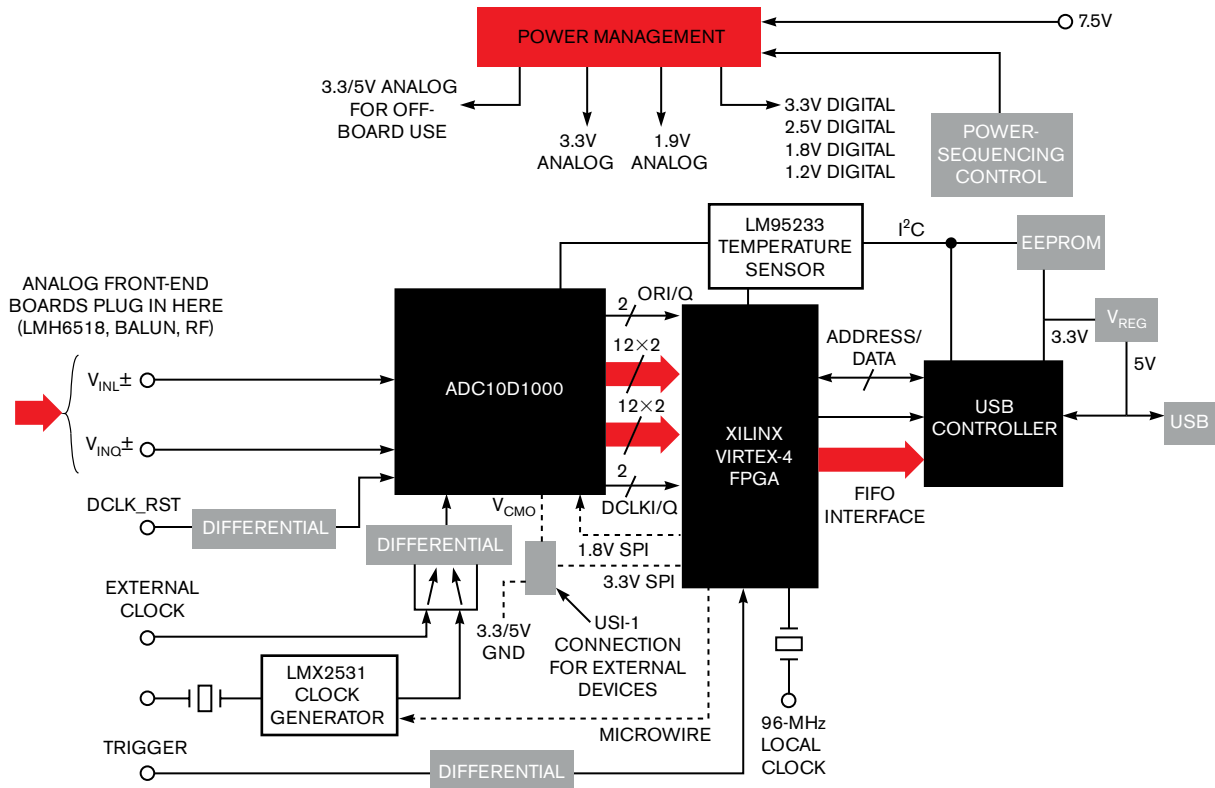 POWER MANAGEMENT
7.5V
3.3/5V ANALOG
FOR OFF-
BOARD USE
3.3V
ANALOG
1.9V
ANALOG
3.3V DIGITAL
2.5V DIGITAL
1.8V DIGITAL
1.2V DIGITAL
POWER-
SEQUENCING
CONTROL
LM95233
TEMPERATURE
SENSOR
I²C
EEPROM
ANALOG FRONT-END
BOARDS PLUG IN HERE
(LMH6518, BALUN, RF)
V_INL±
V_INQ±
ADC10D1000
2
ORI/Q
12×2
12×2
2
DCLKI/Q
XILINX
VIRTEX-4
FPGA
ADDRESS/
DATA
3.3V
V_REG
5V
USB
CONTROLLER
USB
FIFO
INTERFACE
DCLK_RST
DIFFERENTIAL
DIFFERENTIAL
V_CMO
1.8V SPI
3.3V SPI
EXTERNAL
CLOCK
3.3/5V
GND
USI-1
CONNECTION
FOR EXTERNAL
DEVICES
LMX2531
CLOCK
GENERATOR
MICROWIRE
96-MHz
LOCAL
CLOCK
TRIGGER
DIFFERENTIAL